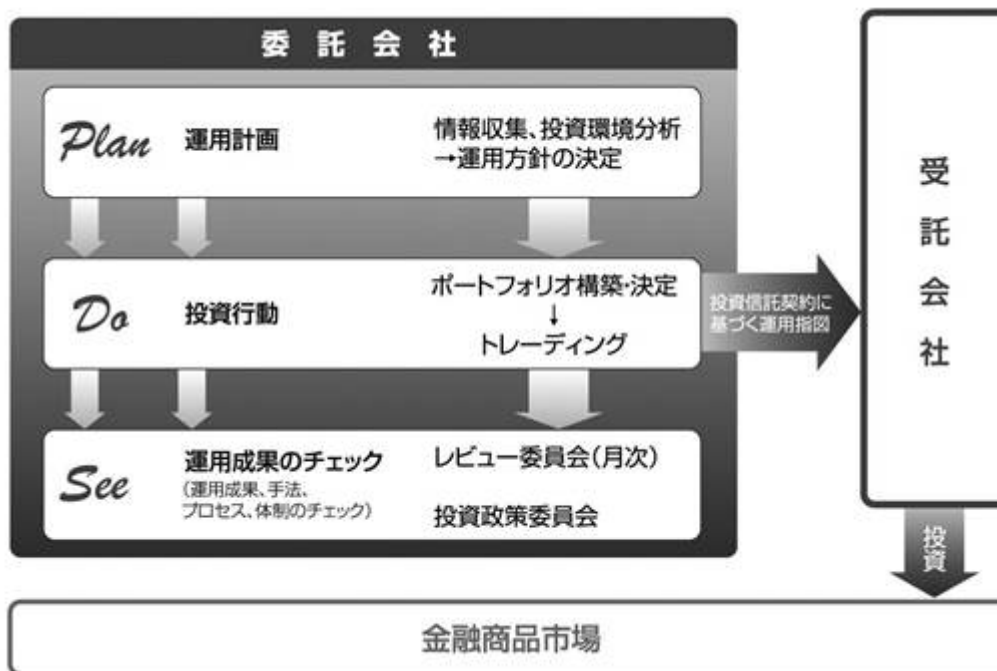 委託会社
Plan
運用計画
情報収集、投資環境分析
→運用方針の決定
Do
投資行動
ポートフォリオ構築・決定
↓
トレーディング
投資信託契約に
基づく運用指図
See
運用成果のチェック
(運用成果、手法、
プロセス、体制のチェック)
レビュー委員会(月次)
投資政策委員会
受託会社
投資
金融商品市場